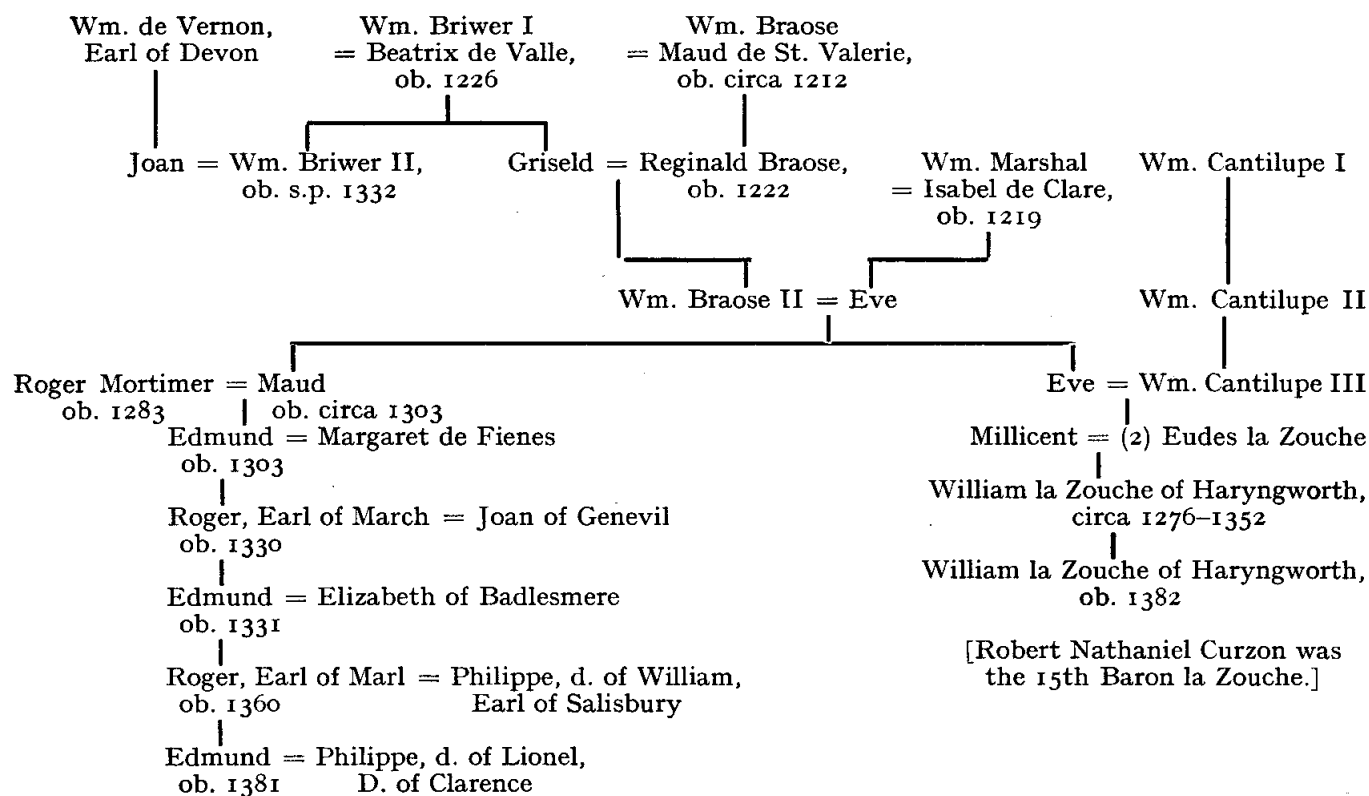 Wm. de Vernon, Wm. Briwer I Wm. Braose
Earl of Devon = Beatrix de Valle, = Maud de St. Valerie,
ob. 1226 ob. circa 1212
Joan = Wm. Briwer II, Griseld = Reginald Braose, Wm. Marshal Wm. Cantilupe I
ob. s.p. 1332 ob. 1222 = Isabel de Clare,
ob. 1219
Wm. Braose II = Eve Wm. Cantilupe II
Roger Mortimer = Maud Eve = Wm. Cantilupe III
ob. 1283 ob. circa 1303
Edmund = Margaret de Fienes Millicent = (2) Eudes la Zouche
ob. 1303
Roger, Earl of March = Joan of Genevil William la Zouche of Haryngworth,
ob. 1330 circa 1276–1352
Edmund = Elizabeth of Badlesmere William la Zouche of Haryngworth,
ob. 1331 ob. 1382
Roger, Earl of Marl = Philippe, d. of William, [Robert Nathaniel Curzon was
ob. 1360 Earl of Salisbury the 15th Baron la Zouche.]
Edmund = Philippe, d. of Lionel,
ob. 1381 D. of Clarence